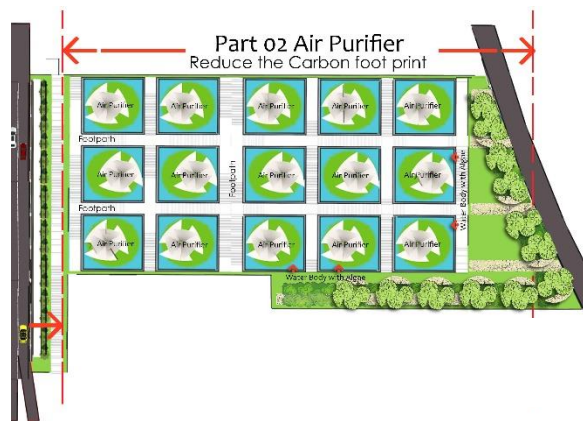 Part 02 Air Purifier
Reduce the Carbon foot print
Air Purifier Air Purifier Air Purifier Air Purifier Air Purifier
Footpath
Air Purifier Air Purifier Footpath Air Purifier Air Purifier Air Purifier Water Body with Algne
Footpath
Air Purifier Air Purifier Air Purifier Air Purifier Air Purifier
Water Body with Algne